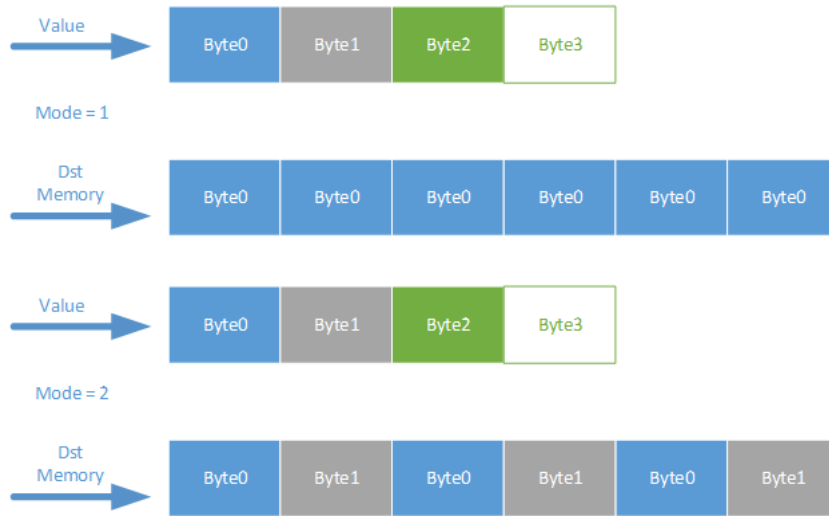 Value
Byte0 Byte1 Byte2 Byte3
Mode = 1
Dst
Memory
Byte0 Byte0 Byte0 Byte0 Byte0 Byte0
Value
Byte0 Byte1 Byte2 Byte3
Mode = 2
Dst
Memory
Byte0 Byte1 Byte0 Byte1 Byte0 Byte1